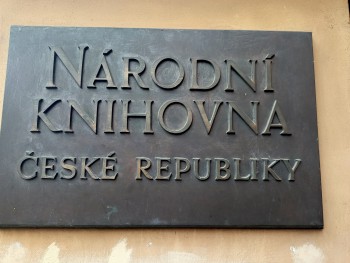 NÁRODNÍ
KNIHOVNA
ČESKÉ REPUBLIKY